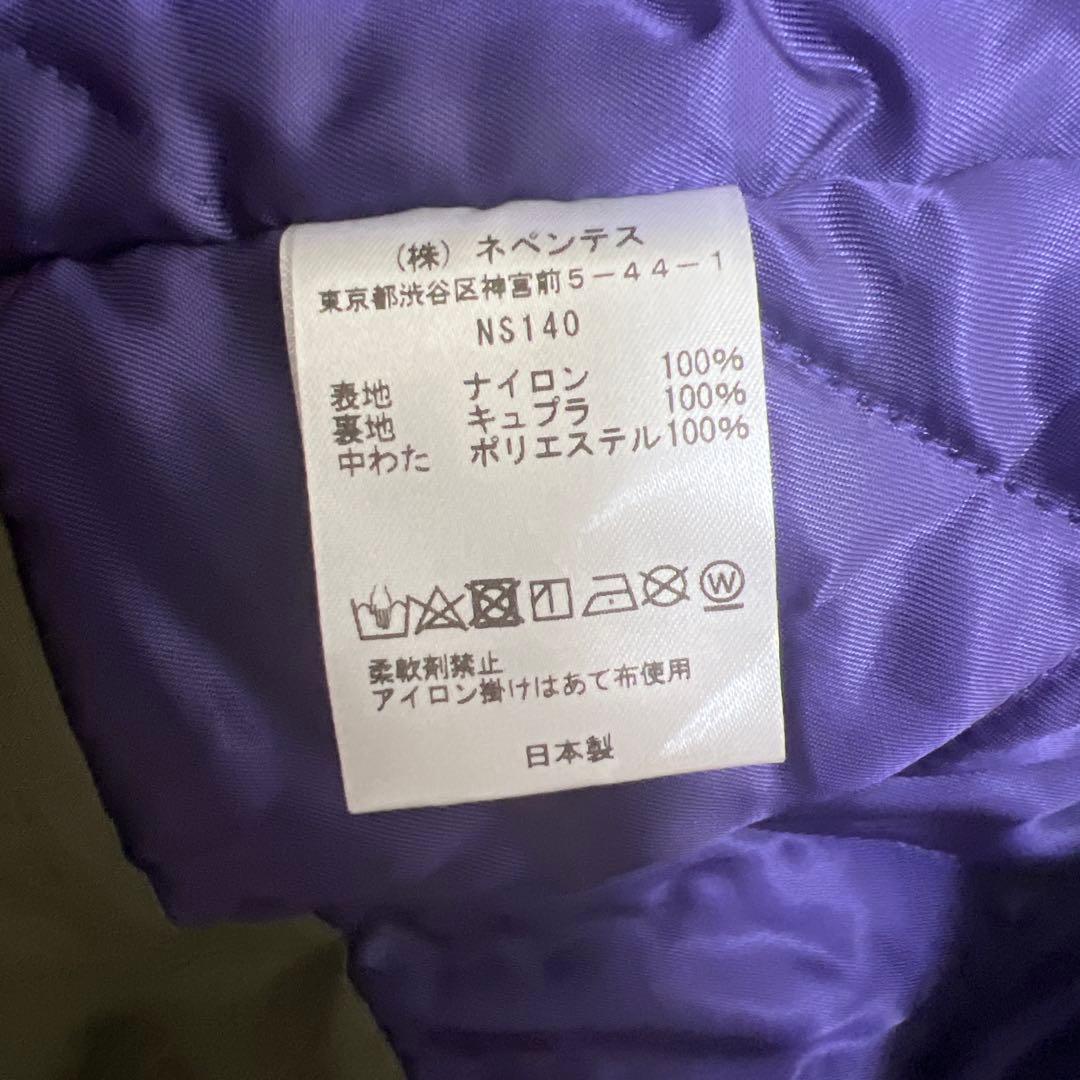 (株) ネペンテス
東京都渋谷区神宮前5-44-1
NS140
表地 ナイロン 100%
裏地 キュプラ 100%
中わた ポリエステル 100%
W
柔軟剤禁止
アイロン掛けはあて布使用
日本製